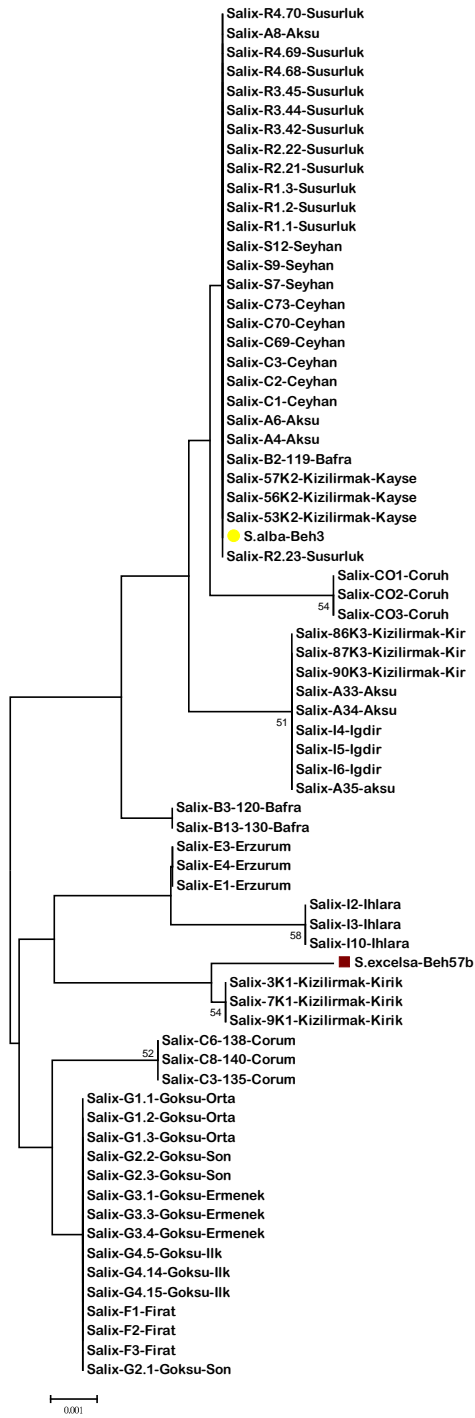 Salix-R4.70-Susurluk
Salix-A8-Aksu
Salix-R4.69-Susurluk
Salix-R4.68-Susurluk
Salix-R3.45-Susurluk
Salix-R3.44-Susurluk
Salix-R3.42-Susurluk
Salix-R2.22-Susurluk
Salix-R2.21-Susurluk
Salix-R1.3-Susurluk
Salix-R1.2-Susurluk
Salix-R1.1-Susurluk
Salix-S12-Seyhan
Salix-S9-Seyhan
Salix-S7-Seyhan
Salix-C73-Ceyhan
Salix-C70-Ceyhan
Salix-C69-Ceyhan
Salix-C3-Ceyhan
Salix-C2-Ceyhan
Salix-C1-Ceyhan
Salix-A6-Aksu
Salix-A4-Aksu
Salix-B2-119-Bafra
Salix-57K2-Kizilirmak-Kayse
Salix-56K2-Kizilirmak-Kayse
Salix-53K2-Kizilirmak-Kayse
S.alba-Beh3
Salix-R2.23-Susurluk
Salix-CO1-Coruh
Salix-CO2-Coruh
Salix-CO3-Coruh
54
Salix-86K3-Kizilirmak-Kir
Salix-87K3-Kizilirmak-Kir
Salix-90K3-Kizilirmak-Kir
Salix-A33-Aksu
Salix-A34-Aksu
51
Salix-I4-Igdir
Salix-I5-Igdir
Salix-I6-Igdir
Salix-A35-aksu
Salix-B3-120-Bafra
Salix-B13-130-Bafra
Salix-E3-Erzurum
Salix-E4-Erzurum
Salix-E1-Erzurum
Salix-I2-Ihlara
Salix-I3-Ihlara
58
Salix-I10-Ihlara
S.excelsa-Beh57b
Salix-3K1-Kizilirmak-Kirik
Salix-7K1-Kizilirmak-Kirik
54
Salix-9K1-Kizilirmak-Kirik
Salix-C6-138-Corum
52
Salix-C8-140-Corum
Salix-C3-135-Corum
Salix-G1.1-Goksu-Orta
Salix-G1.2-Goksu-Orta
Salix-G1.3-Goksu-Orta
Salix-G2.2-Goksu-Son
Salix-G2.3-Goksu-Son
Salix-G3.1-Goksu-Ermenek
Salix-G3.3-Goksu-Ermenek
Salix-G3.4-Goksu-Ermenek
Salix-G4.5-Goksu-Ilk
Salix-G4.14-Goksu-Ilk
Salix-G4.15-Goksu-Ilk
Salix-F1-Firat
Salix-F2-Firat
Salix-F3-Firat
Salix-G2.1-Goksu-Son
0.001